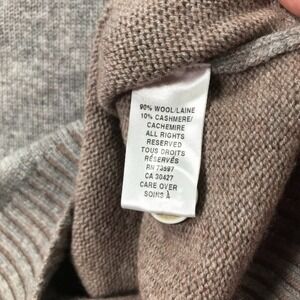 90% WOOL/LAINE
10% CASHMERE/
CACHEMIRE
ALL RIGHTS
RESERVED
TOUS DROITS
RÉSERVÉS
RN 73597
CA 30427
CARE OVER
SOINS À